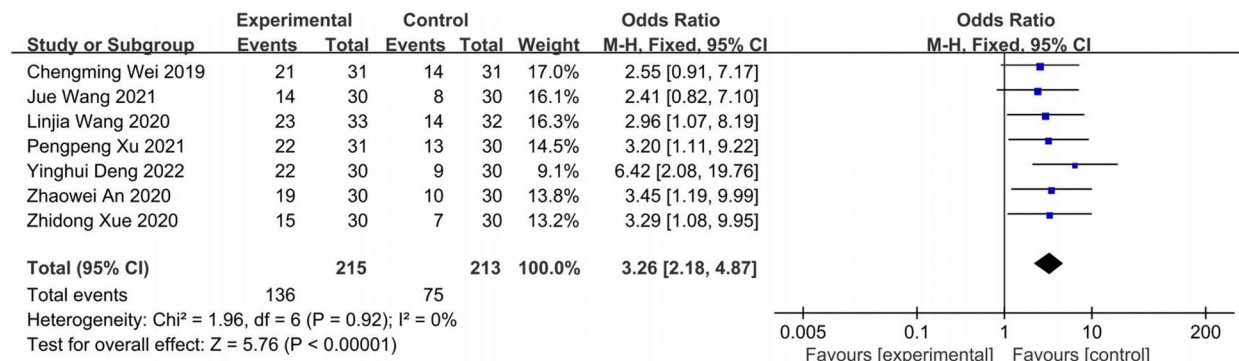 Experimental Control Odds Ratio Odds Ratio
Study or Subgroup Events Total Events Total Weight M-H, Fixed, 95% CI M-H, Fixed, 95% CI
Chengming Wei 2019 21 31 14 31 17.0% 2.55 [0.91, 7.17]
Jue Wang 2021 14 30 8 30 16.1% 2.41 [0.82, 7.10]
Linjia Wang 2020 23 33 14 32 16.3% 2.96 [1.07, 8.19]
Pengpeng Xu 2021 22 31 13 30 14.5% 3.20 [1.11, 9.22]
Yinghui Deng 2022 22 30 9 30 9.1% 6.42 [2.08, 19.76]
Zhaowei An 2020 19 30 10 30 13.8% 3.45 [1.19, 9.99]
Zhidong Xue 2020 15 30 7 30 13.2% 3.29 [1.08, 9.95]
Total (95% CI) 215 213 100.0% 3.26 [2.18, 4.87]
Total events 136 75
Heterogeneity: Chi² = 1.96, df = 6 (P = 0.92); I² = 0%
Test for overall effect: Z = 5.76 (P < 0.00001)
0.005 0.1 1 10 200
Favours [experimental] Favours [control]